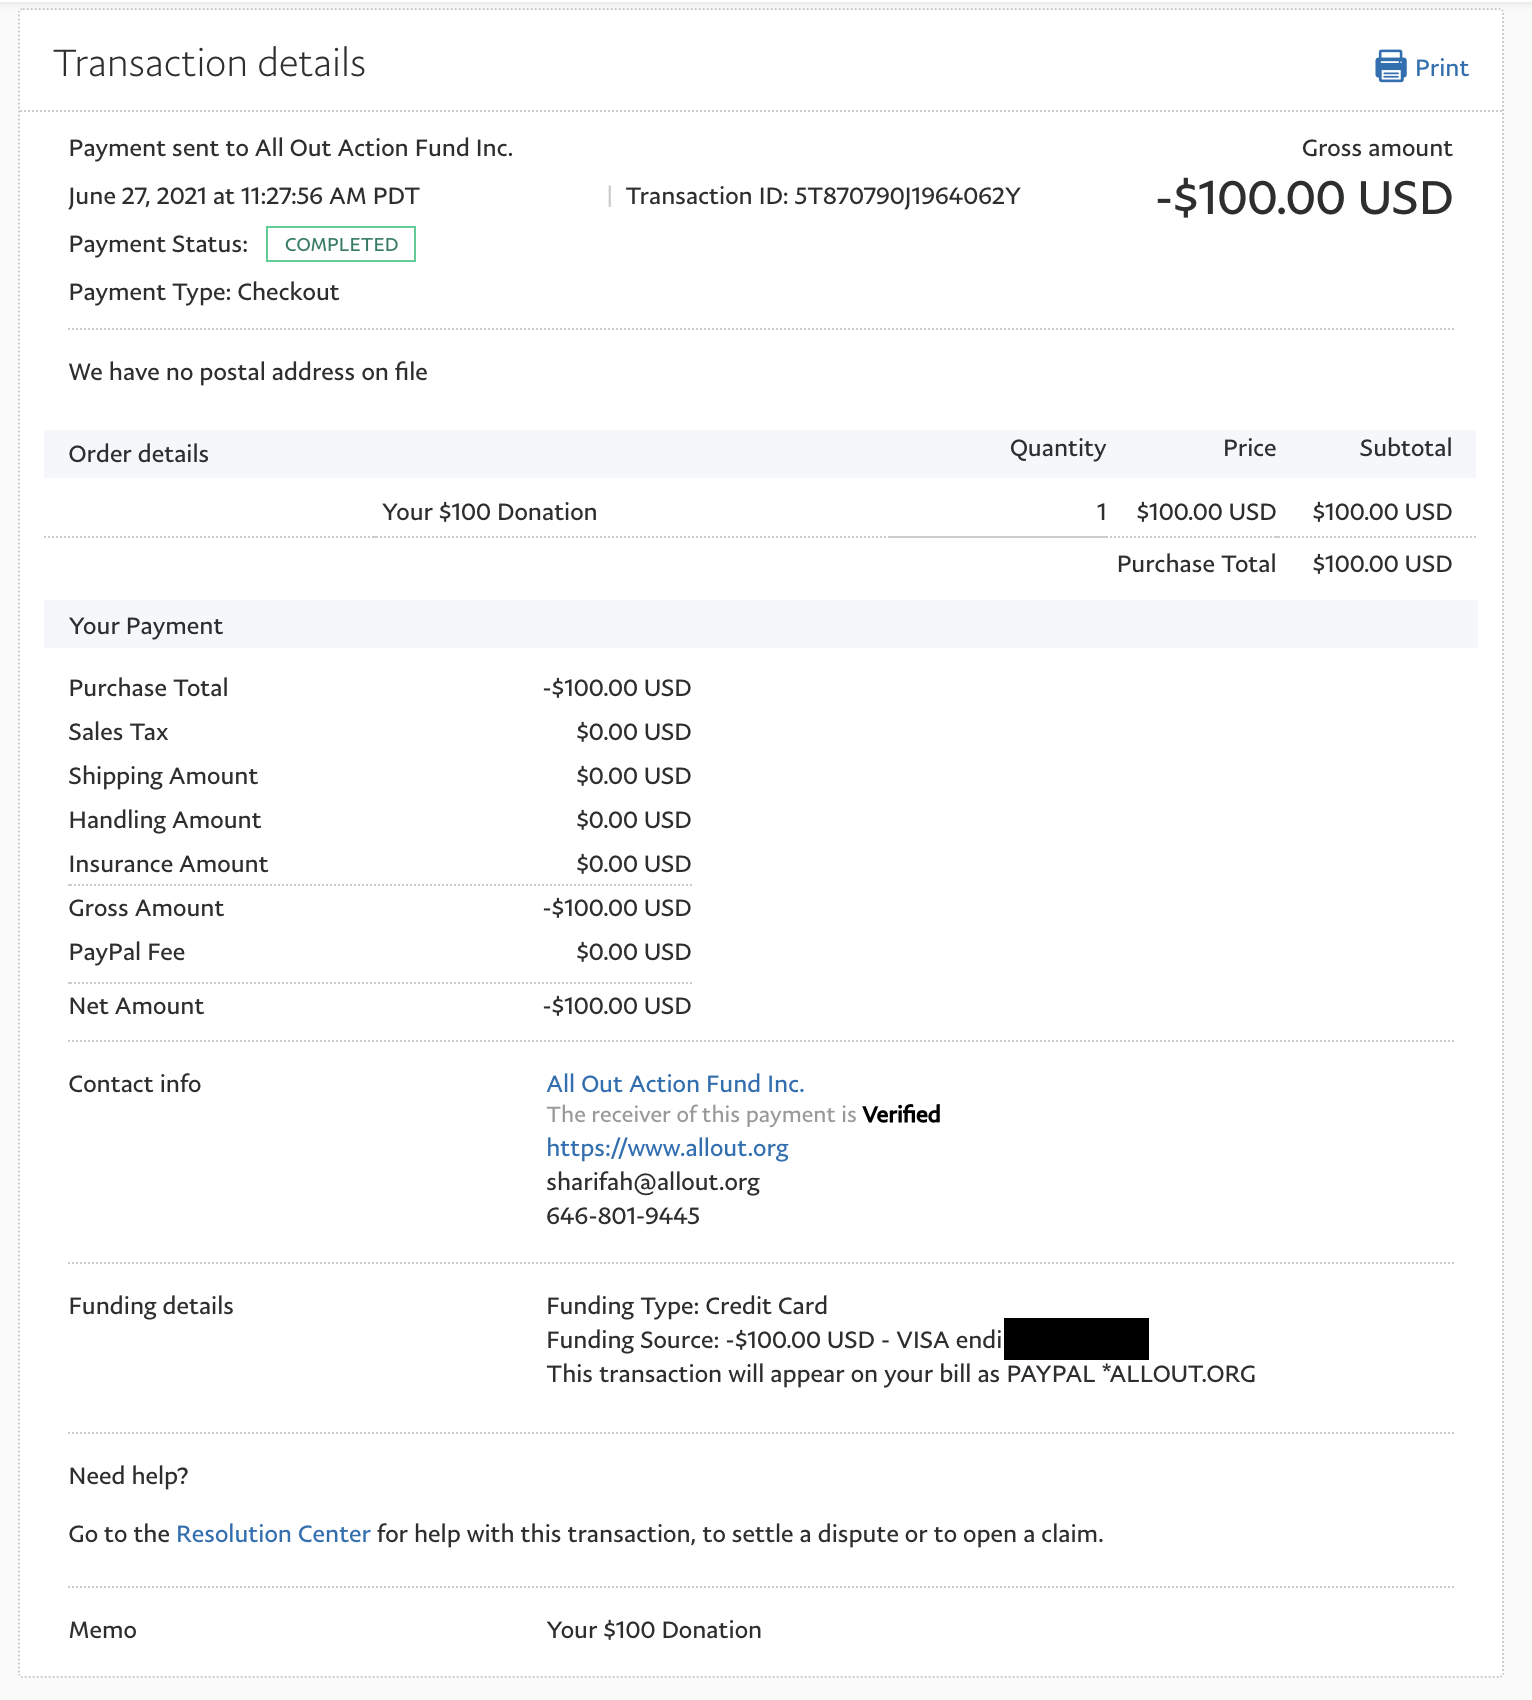 Transaction details
Print
Payment sent to All Out Action Fund Inc.
Gross amount
June 27, 2021 at 11:27:56 AM PDT | Transaction ID: 5T870790J1964062Y
-$100.00 USD
Payment Status: COMPLETED
Payment Type: Checkout
We have no postal address on file
Order details Quantity Price Subtotal
Your $100 Donation 1 $100.00 USD $100.00 USD
Purchase Total $100.00 USD
Your Payment
Purchase Total -$100.00 USD
Sales Tax $0.00 USD
Shipping Amount $0.00 USD
Handling Amount $0.00 USD
Insurance Amount $0.00 USD
Gross Amount -$100.00 USD
PayPal Fee $0.00 USD
Net Amount -$100.00 USD
Contact info All Out Action Fund Inc.
The receiver of this payment is Verified
https://www.allout.org
sharifah@allout.org
646-801-9445
Funding details Funding Type: Credit Card
Funding Source: -$100.00 USD - VISA endi
This transaction will appear on your bill as PAYPAL *ALLOUT.ORG
Need help?
Go to the Resolution Center for help with this transaction, to settle a dispute or to open a claim.
Memo Your $100 Donation